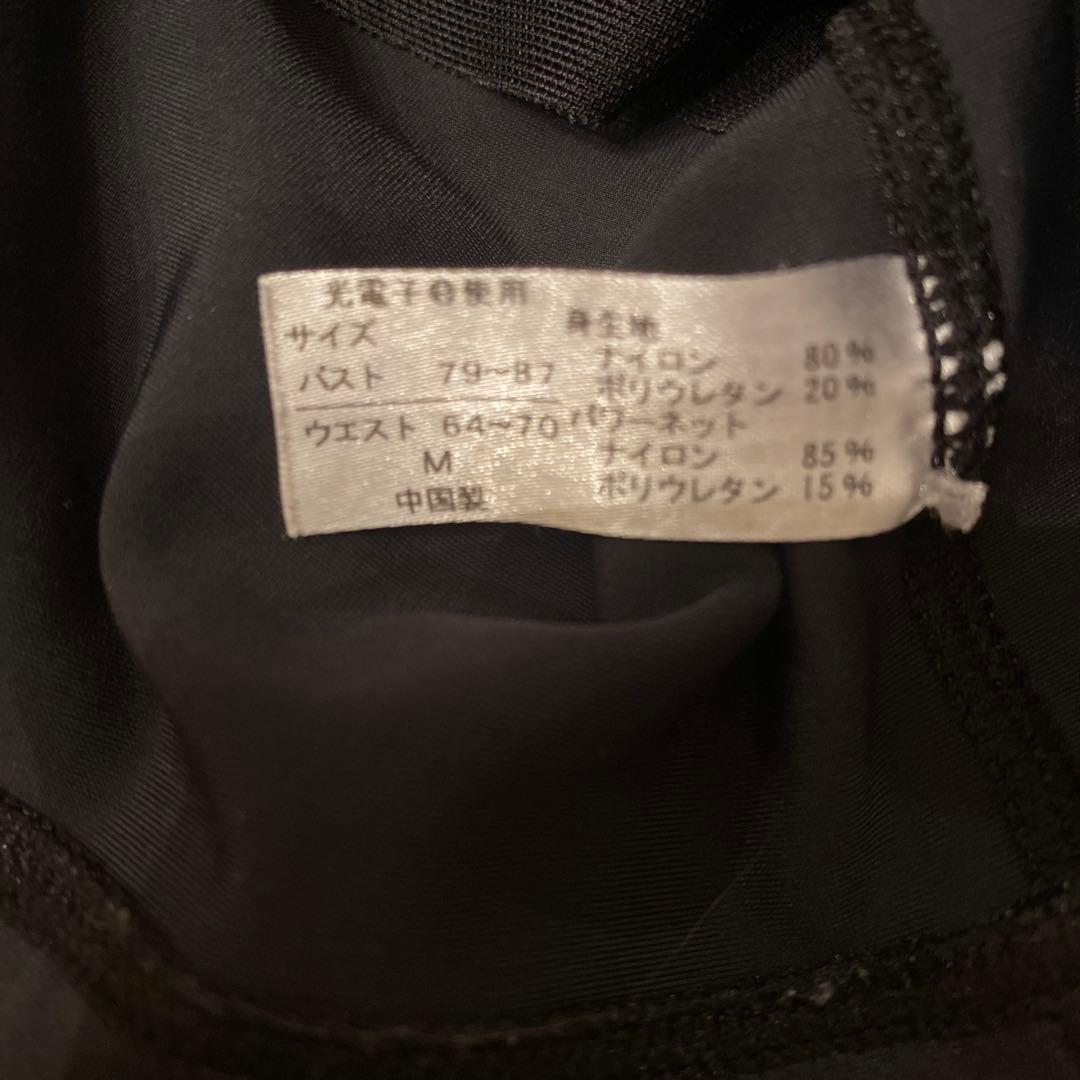 光電子®使用
サイズ
バスト 79～87
ウエスト 64～70
M
中国製
身生地
ナイロン 80%
ポリウレタン 20%
パワーネット
ナイロン 85%
ポリウレタン 15%